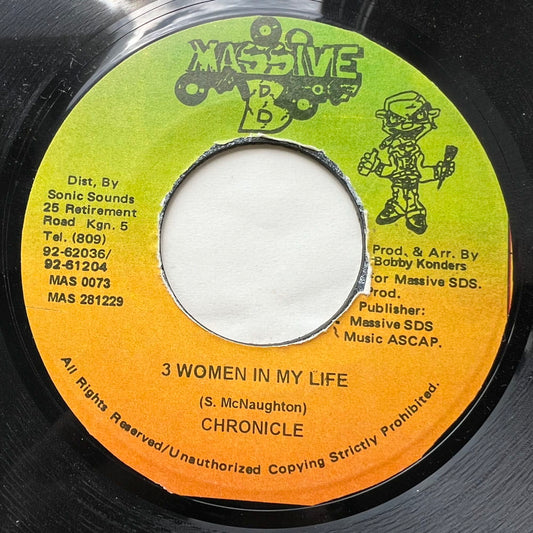 MASSIVE
B
D
D
Dist, By
Sonic Sounds
25 Retirement
Road Kgn. 5
Tel. (809)
92-62036/
92-61204
MAS 0073
MAS 281229
Prod. & Arr. By
Bobby Konders
For Massive SDS.
Prod.
Publisher:
Massive SDS
Music ASCAP.
3 WOMEN IN MY LIFE
(S. McNaughton)
CHRONICLE
All Rights Reserved/Unauthorized Copying Strictly Prohibited.